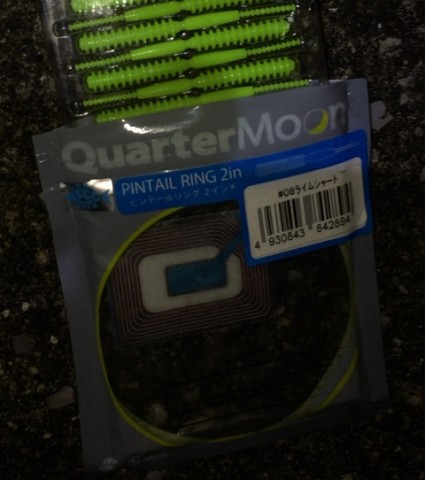 QuarterMoon
PINTAIL RING 2in
ピンテールリング 2インチ
#08ライムシャート
4 930843 842894